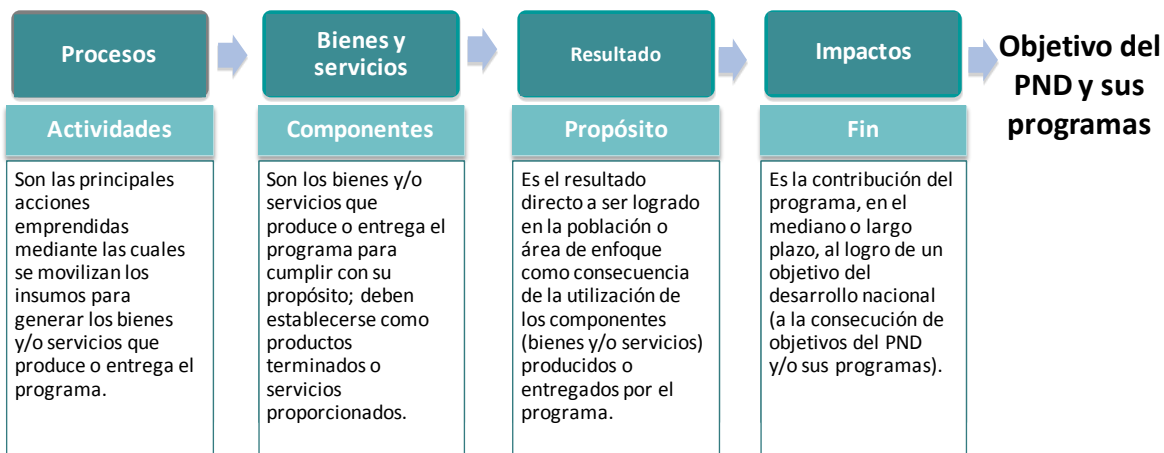 Procesos
Actividades
Son las principales
acciones
emprendidas
mediante las cuales
se movilizan los
insumos para
generar los bienes
y/o servicios que
produce o entrega el
programa.
Bienes y
servicios
Componentes
Son los bienes y/o
servicios que
produce o entrega el
programa para
cumplir con su
propósito; deben
establecerse como
productos
terminados o
servicios
proporcionados.
Resultado
Propósito
Es el resultado
directo a ser logrado
en la población o
área de enfoque
como consecuencia
de la utilización de
los componentes
(bienes y/o servicios)
producidos o
entregados por el
programa.
Impactos
Fin
Es la contribución del
programa, en el
mediano o largo
plazo, al logro de un
objetivo del
desarrollo nacional
(a la consecución de
objetivos del PND
y/o sus programas).
Objetivo del
PND y sus
programas